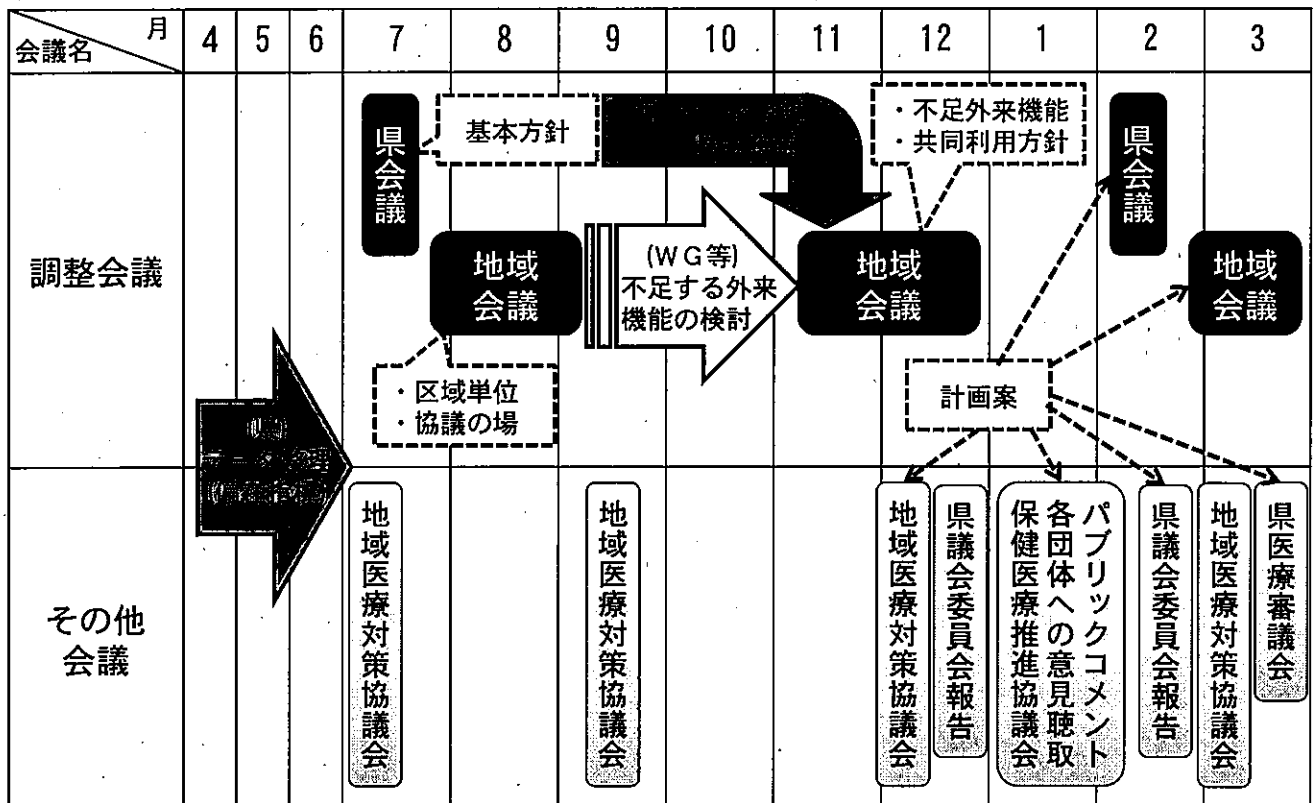 月
会議名
4 5 6 7 8 9 10 11 12 1 2 3
調整会議
県会議
基本方針
・不足外来機能
・共同利用方針
県会議
地域
会議
(WG等)
不足する外来
機能の検討
地域
会議
地域
会議
・区域単位
・協議の場
計画案
その他
会議
地域医療対策協議会
地域医療対策協議会
地域医療対策協議会
県議会委員会報告
パブリックコメント
各団体への意見聴取
保健医療推進協議会
県議会委員会報告
地域医療対策協議会
県医療審議会